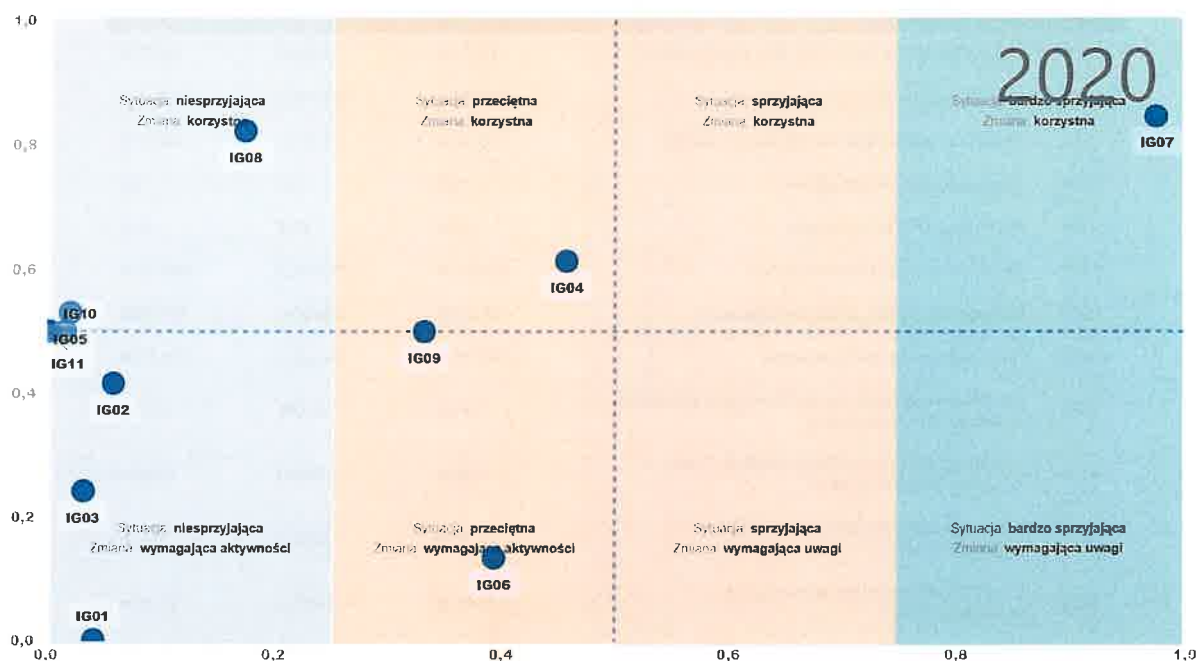 1,0
2020
Sytuacja niesprzyjająca
Zmiana korzystna
Sytuacja przeciętna
Zmiana korzystna
Sytuacja sprzyjająca
Zmiana korzystna
Sytuacja bardzo sprzyjająca
Zmiana korzystna
IG08
IG07
0,8
0,6
IG04
IG10
IG05
IG11
IG09
0,4
IG02
IG03
0,2
Sytuacja niesprzyjająca
Zmiana wymagająca aktywności
Sytuacja przeciętna
Zmiana wymagająca aktywności
Sytuacja sprzyjająca
Zmiana wymagająca uwagi
Sytuacja bardzo sprzyjająca
Zmiana wymagająca uwagi
IG06
IG01
0,0
0,0
0,2
0,4
0,6
0,8
1,0